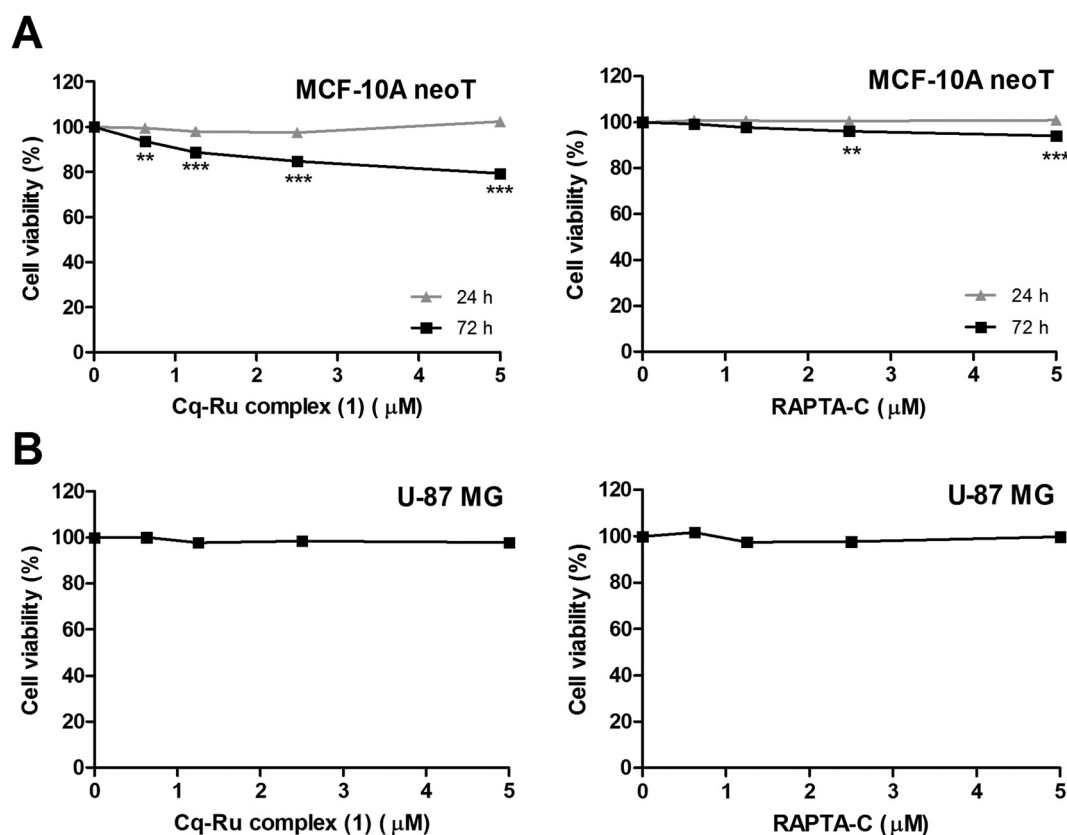 A
MCF-10A neoT
Cell viability (%)
120
100
80
60
40
20
0
** *** *** ***
24 h
72 h
0 1 2 3 4 5
Cq-Ru complex (1) ( μM)
MCF-10A neoT
Cell viability (%)
120
100
80
60
40
20
0
** ***
24 h
72 h
0 1 2 3 4 5
RAPTA-C ( μM)
B
U-87 MG
Cell viability (%)
120
100
80
60
40
20
0
0 1 2 3 4 5
Cq-Ru complex (1) ( μM)
U-87 MG
Cell viability (%)
120
100
80
60
40
20
0
0 1 2 3 4 5
RAPTA-C ( μM)